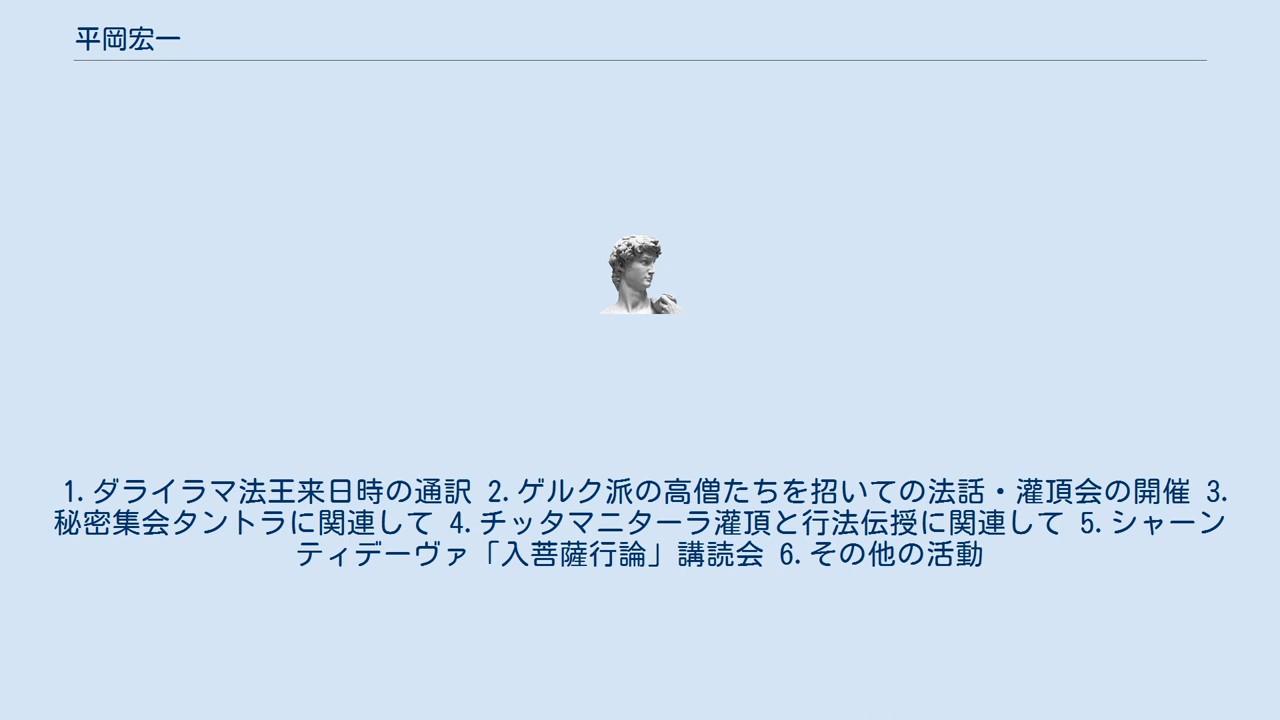 平岡宏一
1. ダライラマ法王来日時の通訳 2. ゲルク派の高僧たちを招いての法話・灌頂会の開催 3.
秘密集会タントラに関連して 4. チッタマニターラ灌頂と行法伝授に関連して 5. シャーン
ティデーヴァ「入菩薩行論」講読会 6. その他の活動